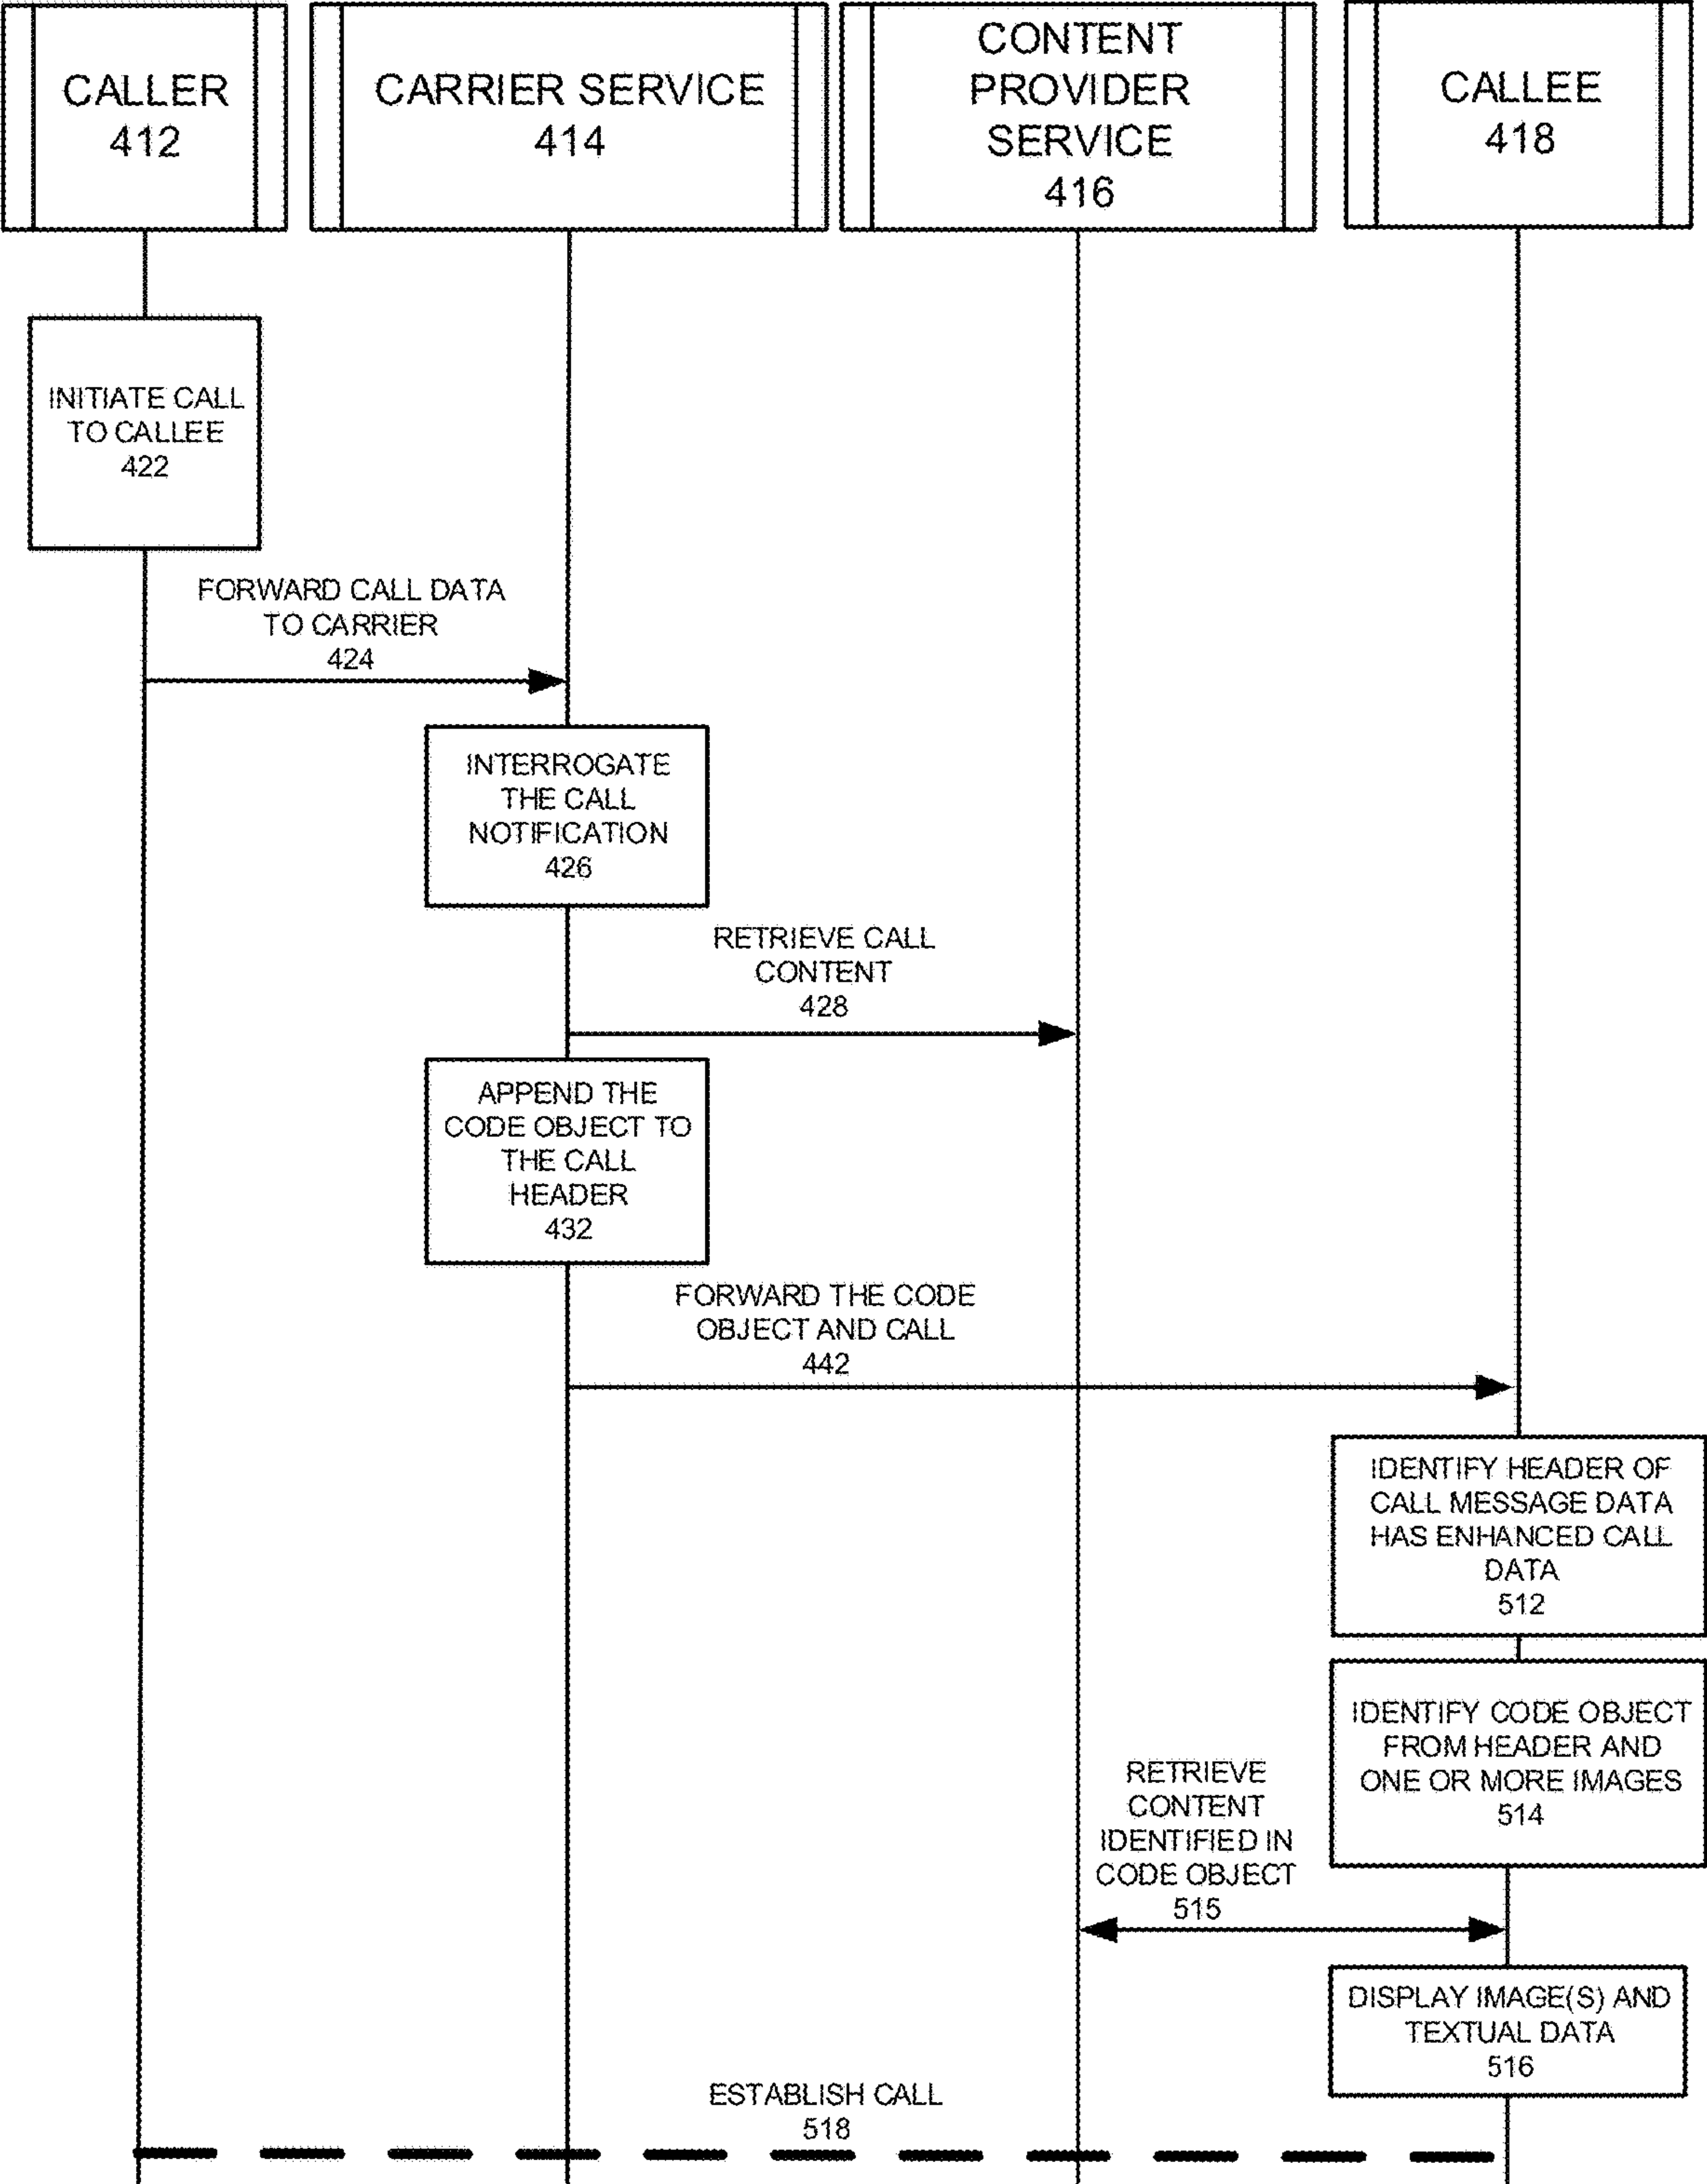 CALLER
412
CARRIER SERVICE
414
CONTENT
PROVIDER
SERVICE
416
CALLEE
418
INITIATE CALL
TO CALLEE
422
FORWARD CALL DATA
TO CARRIER
424
INTERROGATE
THE CALL
NOTIFICATION
426
RETRIEVE CALL
CONTENT
428
APPEND THE
CODE OBJECT TO
THE CALL
HEADER
432
FORWARD THE CODE
OBJECT AND CALL
442
IDENTIFY HEADER OF
CALL MESSAGE DATA
HAS ENHANCED CALL
DATA
512
IDENTIFY CODE OBJECT
FROM HEADER AND
ONE OR MORE IMAGES
514
RETRIEVE
CONTENT
IDENTIFIED IN
CODE OBJECT
515
DISPLAY IMAGE(S) AND
TEXTUAL DATA
516
ESTABLISH CALL
518